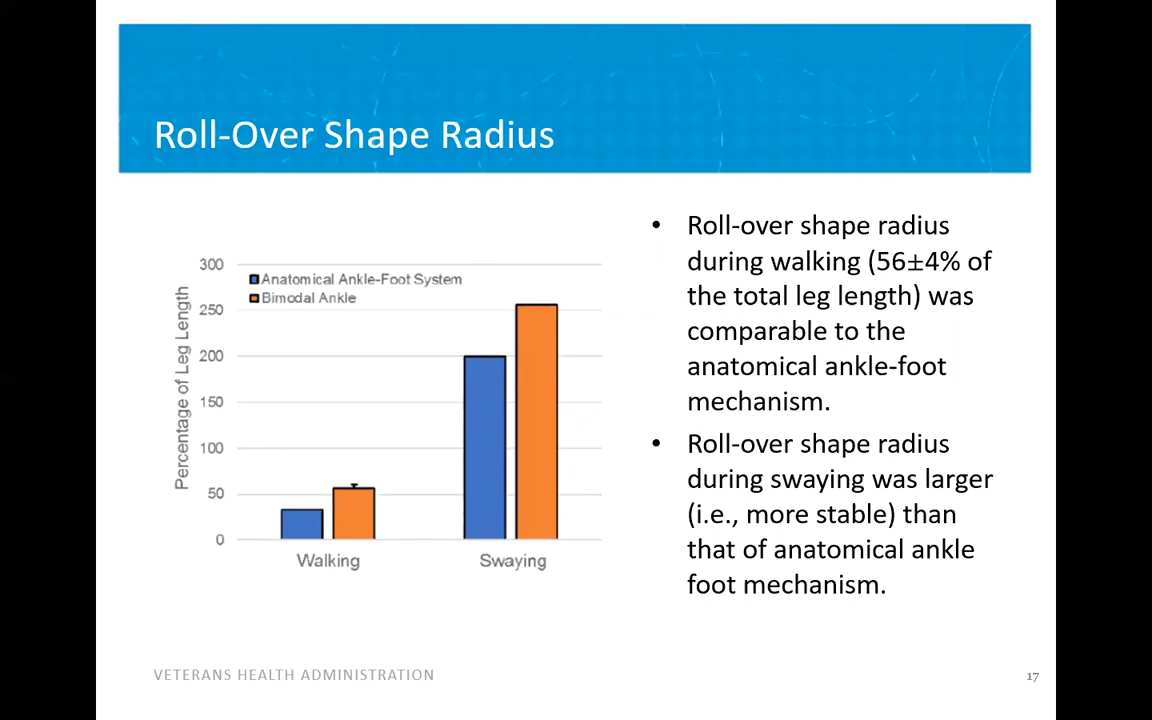 Roll-Over Shape Radius
300
250
200
150
100
50
0
Percentage of Leg Length
Anatomical Ankle-Foot System
Bimodal Ankle
Walking
Swaying
• Roll-over shape radius
during walking (56±4% of
the total leg length) was
comparable to the
anatomical ankle-foot
mechanism.
• Roll-over shape radius
during swaying was larger
(i.e., more stable) than
that of anatomical ankle
foot mechanism.
VETERANS HEALTH ADMINISTRATION
17